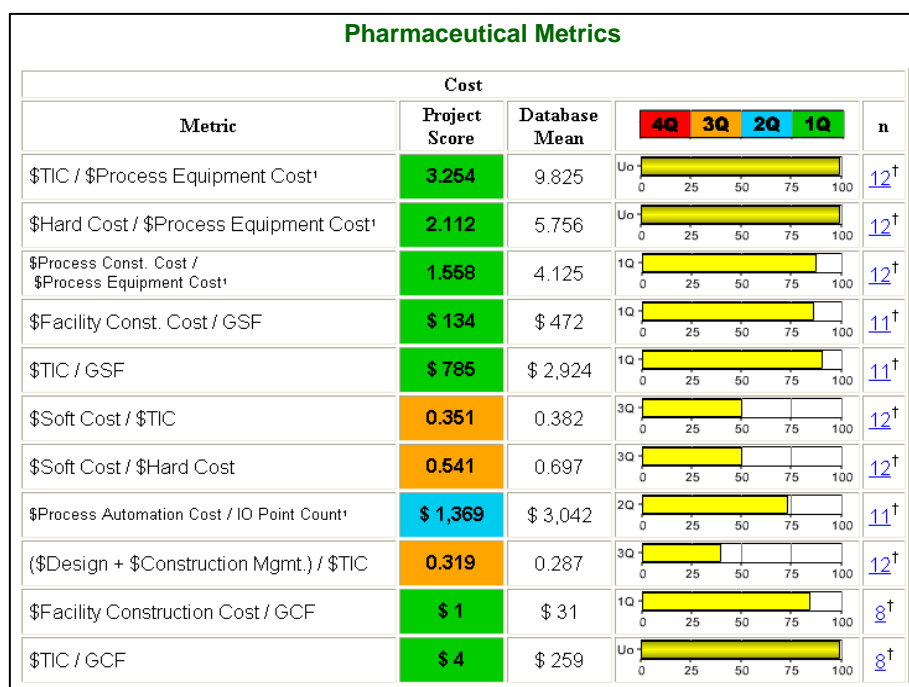 Pharmaceutical Metrics
Cost
Metric Project Score Database Mean 4Q 3Q 2Q 1Q n
$TIC / $Process Equipment Cost¹ 3.254 9.825 Uo 0 25 50 75 100 12†
$Hard Cost / $Process Equipment Cost¹ 2.112 5.756 Uo 0 25 50 75 100 12†
$Process Const. Cost / $Process Equipment Cost¹ 1.558 4.125 1Q 0 25 50 75 100 12†
$Facility Const. Cost / GSF $ 134 $ 472 1Q 0 25 50 75 100 11†
$TIC / GSF $ 785 $ 2,924 1Q 0 25 50 75 100 11†
$Soft Cost / $TIC 0.351 0.382 3Q 0 25 50 75 100 12†
$Soft Cost / $Hard Cost 0.541 0.697 3Q 0 25 50 75 100 12†
$Process Automation Cost / IO Point Count¹ $ 1,369 $ 3,042 2Q 0 25 50 75 100 11†
($Design + $Construction Mgmt.) / $TIC 0.319 0.287 3Q 0 25 50 75 100 12†
$Facility Construction Cost / GCF $ 1 $ 31 1Q 0 25 50 75 100 8†
$TIC / GCF $ 4 $ 259 Uo 0 25 50 75 100 8†